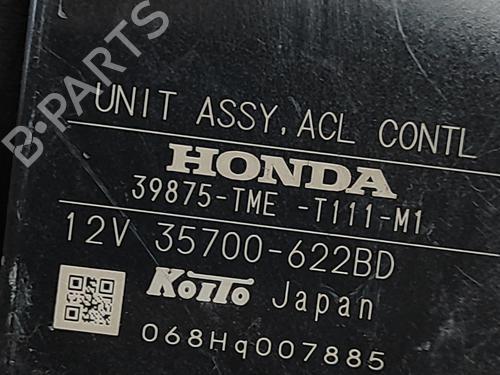 B-PARTS
UNIT ASSY, ACL CONTL
HONDA
39875-TME -T111-M1
12V 35700-622BD
KOITO Japan
068Hq007885